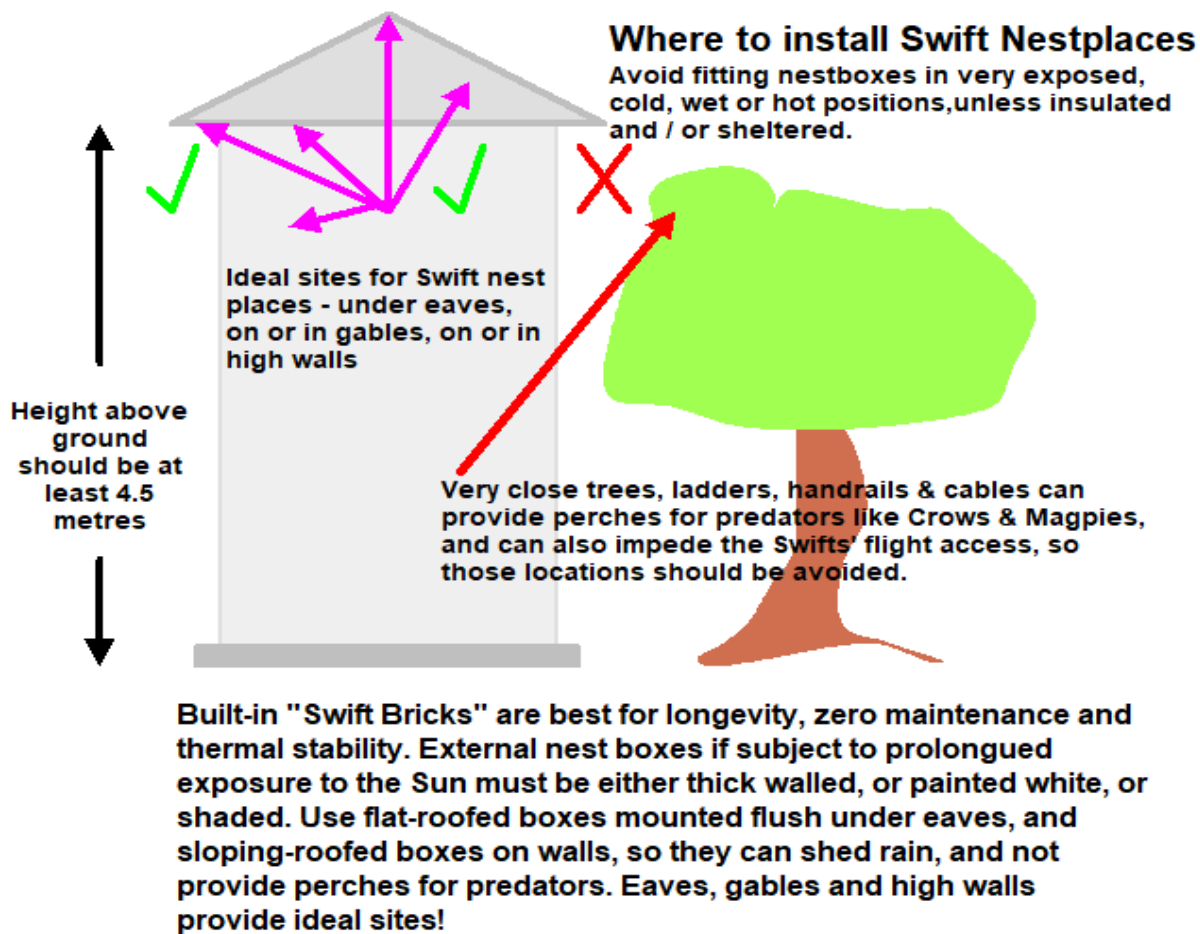 Where to install Swift Nestplaces
Avoid fitting nestboxes in very exposed,
cold, wet or hot positions,unless insulated
and / or sheltered.
Ideal sites for Swift nest
places - under eaves,
on or in gables, on or in
high walls
Height above
ground
should be at
least 4.5
metres
Very close trees, ladders, handrails & cables can
provide perches for predators like Crows & Magpies,
and can also impede the Swifts' flight access, so
those locations should be avoided.
Built-in "Swift Bricks" are best for longevity, zero maintenance and
thermal stability. External nest boxes if subject to prolongued
exposure to the Sun must be either thick walled, or painted white, or
shaded. Use flat-roofed boxes mounted flush under eaves, and
sloping-roofed boxes on walls, so they can shed rain, and not
provide perches for predators. Eaves, gables and high walls
provide ideal sites!